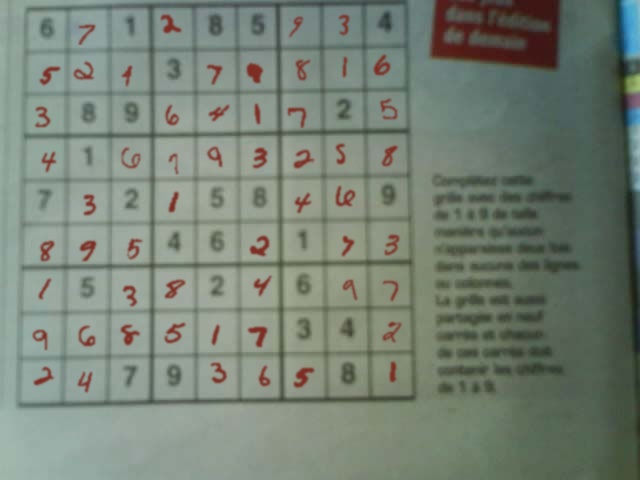 dans l'édition
de demain
6 7 1 2 8 5 9 3 4
5 2 4 3 7 9 8 1 6
3 8 9 6 4 1 7 2 5
4 1 6 7 9 3 2 5 8
7 3 2 1 5 8 4 6 9
8 9 5 4 6 2 1 7 3
1 5 3 8 2 4 6 9 7
9 6 8 5 1 7 3 4 2
2 4 7 9 3 6 5 8 1
Complétez cette
grille avec des chiffres
de 1 à 9 de telle
manière qu'aucun
n'apparaisse deux fois
dans aucune des lignes
ou colonnes.
La grille est aussi
partagée en neuf
carrés et chacun
de ces carrés doit
contenir les chiffres
de 1 à 9.